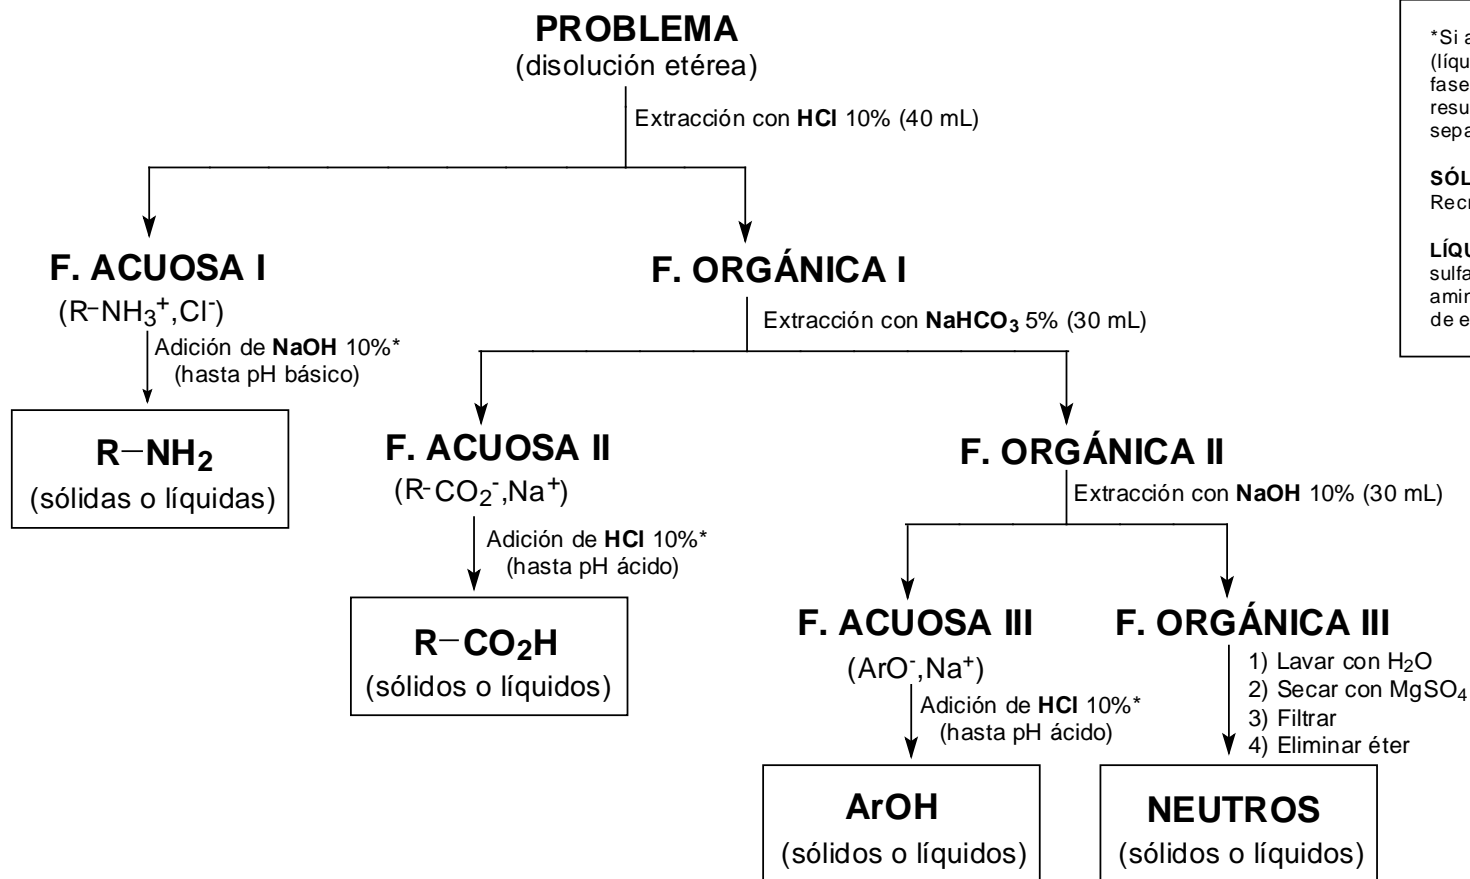 PROBLEMA
(disolución etérea)
Extracción con HCl 10% (40 mL)
F. ACUOSA I
(R-NH3+,Cl-)
Adición de NaOH 10%*
(hasta pH básico)
R-NH2
(sólidas o líquidas)
F. ORGÁNICA I
Extracción con NaHCO3 5% (30 mL)
F. ACUOSA II
(R-CO2-,Na+)
Adición de HCl 10%*
(hasta pH ácido)
R-CO2H
(sólidos o líquidos)
F. ORGÁNICA II
Extracción con NaOH 10% (30 mL)
F. ACUOSA III
(ArO-,Na+)
Adición de HCl 10%*
(hasta pH ácido)
ArOH
(sólidos o líquidos)
F. ORGÁNICA III
1) Lavar con H2O
2) Secar con MgSO4
3) Filtrar
4) Eliminar éter
NEUTROS
(sólidos o líquidos)
*Si
fase
de